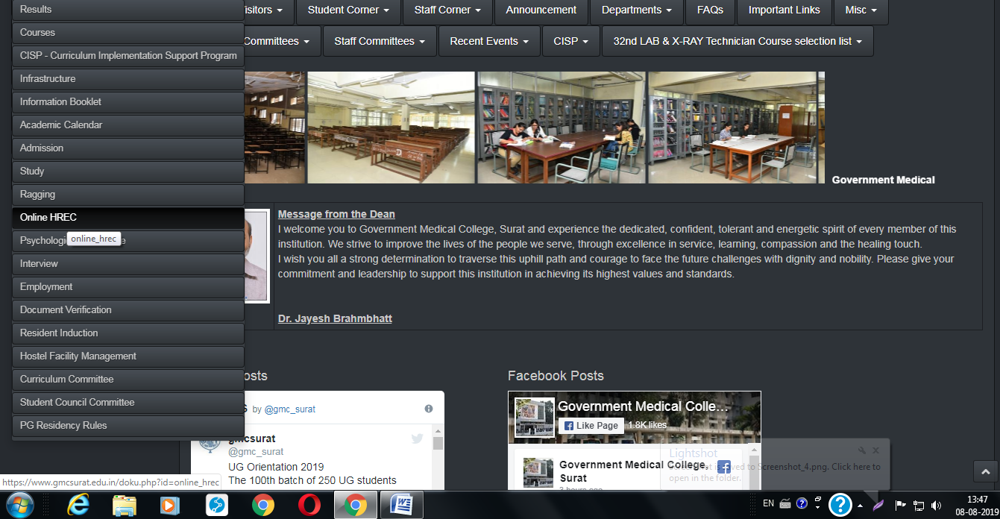 Results
Courses
CISP - Curriculum Implementation Support Program
Infrastructure
Information Booklet
Academic Calendar
Admission
Study
Ragging
Online HREC
online_hrec
Interview
Employment
Document Verification
Resident Induction
Hostel Facility Management
Curriculum Committee
Student Council Committee
PG Residency Rules
Student Corner
Staff Corner
Announcement
Departments
FAQs
Important Links
Misc
Committees
Staff Committees
Recent Events
CISP
32nd LAB & X-RAY Technician Course selection list
Government Medical
Message from the Dean
I welcome you to Government Medical College, Surat and experience the dedicated, confident, tolerant and energetic spirit of every member of this
institution. We strive to improve the lives of the people we serve, through excellence in service, learning, compassion and the healing touch.
I wish you all a strong determination to traverse this uphill path and courage to face the future challenges with dignity and nobility. Please give your
commitment and leadership to support this institution in achieving its highest values and standards.
Dr. Jayesh Brahmbhatt
by @gmc_surat
gmcsurat
@gmc_surat
UG Orientation 2019
The 100th batch of 250 UG students
Facebook Posts
Government Medical Colle...
Like Page
1.8K likes
Government Medical College,
Surat
3 hours ago
Lightshot
Screenshot_4.png. Click here to
open in the folder.
https://www.gmcsurat.edu.in/doku.php?id=online_hrec
EN
13:47
08-08-2019